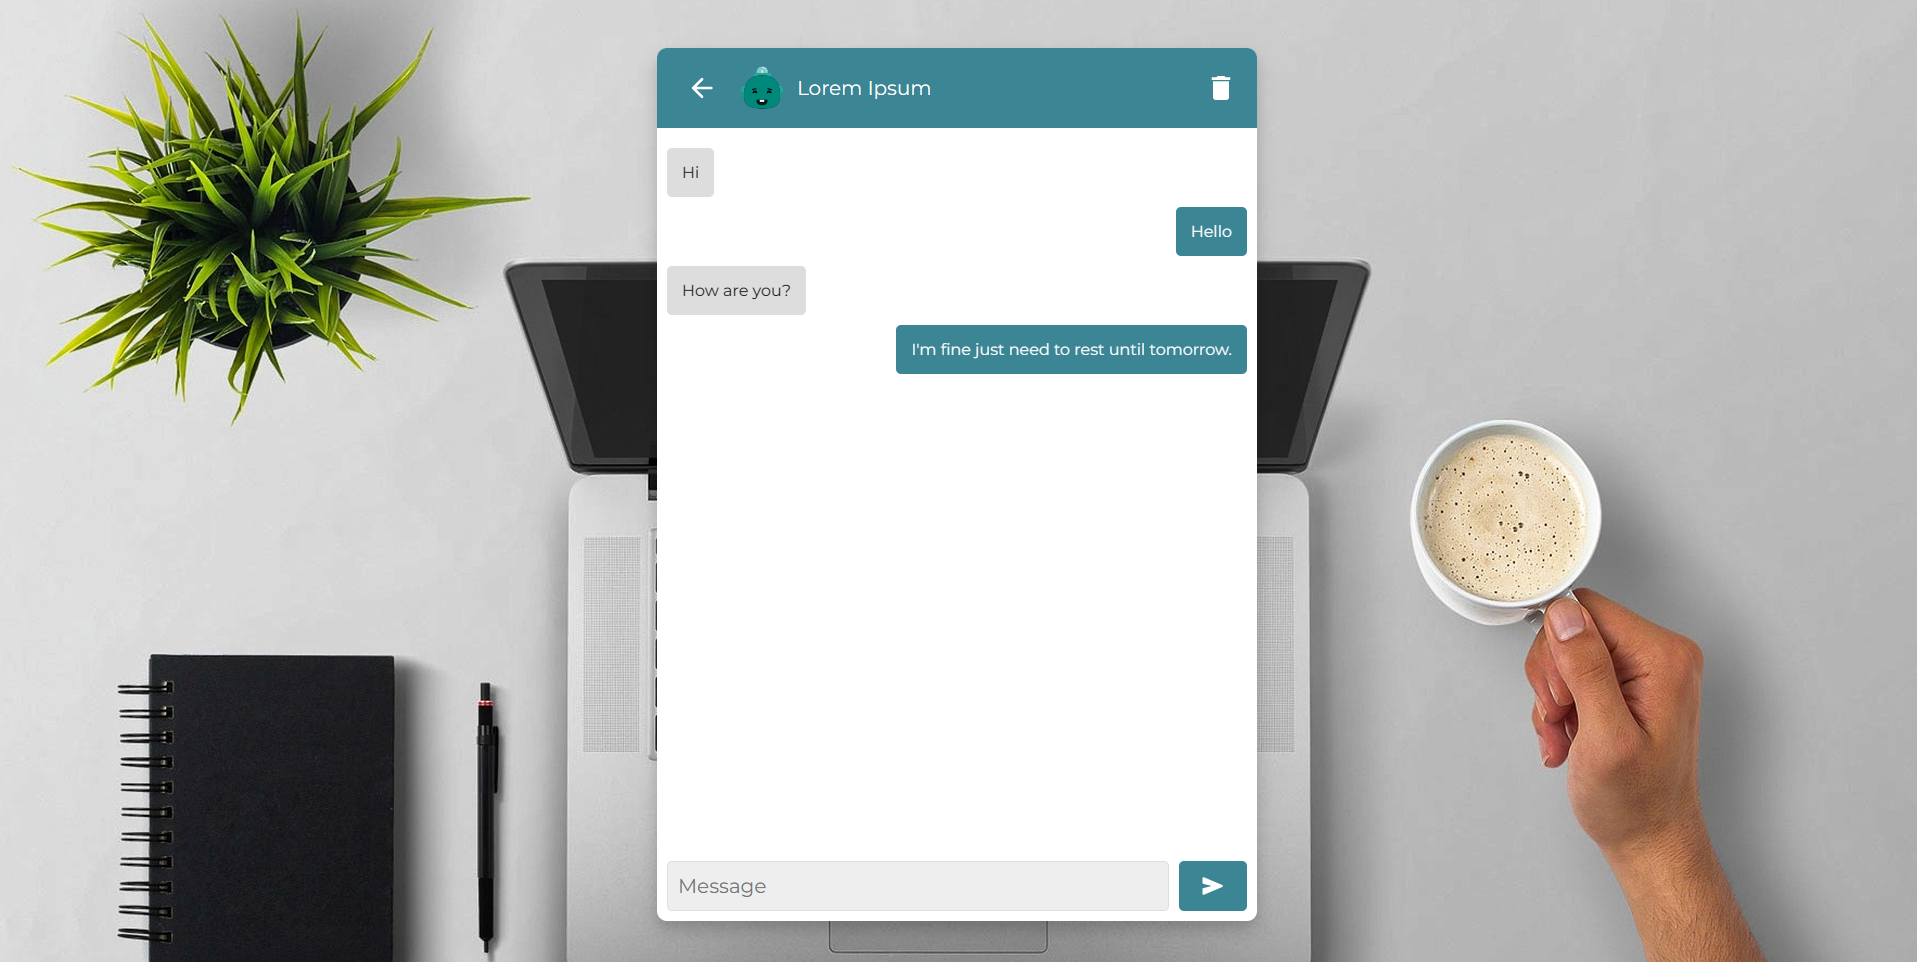 Lorem Ipsum
Hi
Hello
How are you?
I'm fine just need to rest until tomorrow.
Message